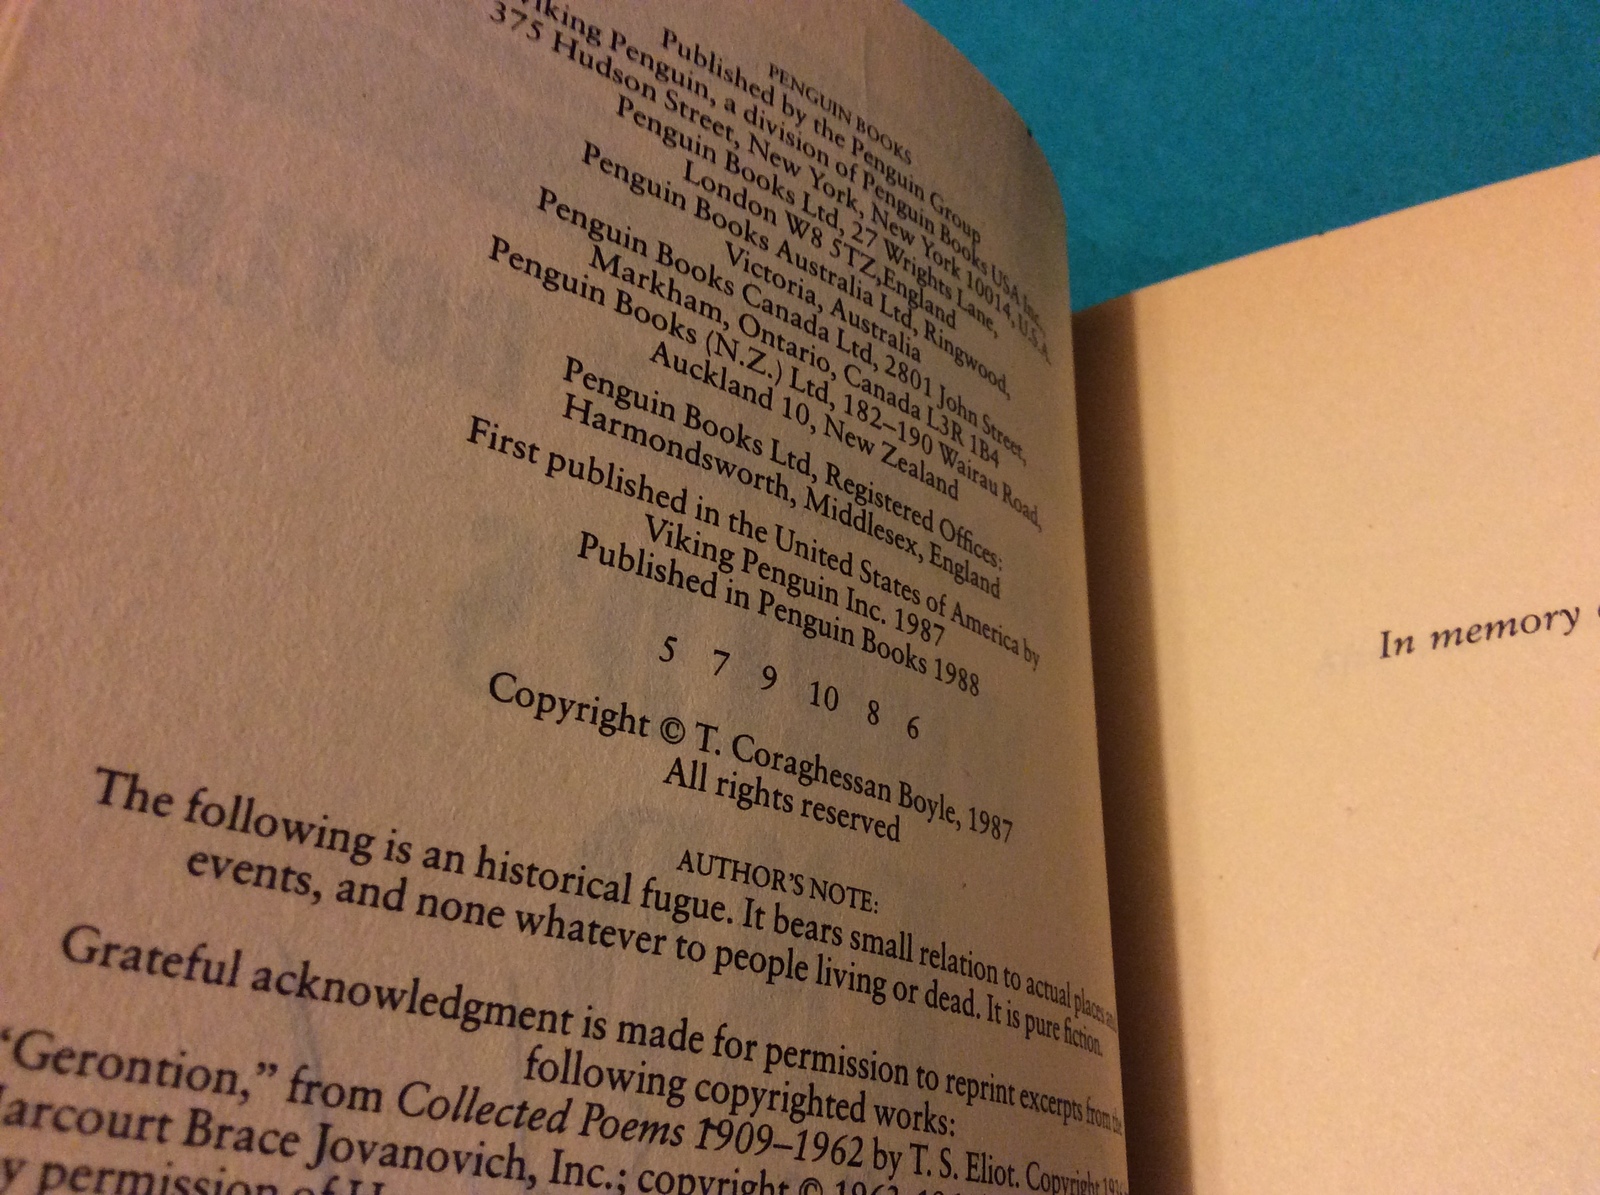 PENGUIN BOOKS
Published by the Penguin Group
Viking Penguin, a division of Penguin Books USA Inc.,
375 Hudson Street, New York, New York 10014, U.S.A.
Penguin Books Ltd, 27 Wrights Lane,
London W8 5TZ,England
Penguin Books Australia Ltd, Ringwood,
Victoria, Australia
Penguin Books Canada Ltd, 2801 John Street,
Markham, Ontario, Canada L3R 1B4
Penguin Books (N.Z.) Ltd, 182–190 Wairau Road,
Auckland 10, New Zealand
Penguin Books Ltd, Registered Offices:
Harmondsworth, Middlesex, England
First published in the United States of America by
Viking Penguin Inc. 1987
Published in Penguin Books 1988
5 7 9 10 8 6
Copyright © T. Coraghessan Boyle, 1987
All rights reserved
AUTHOR'S NOTE:
The following is an historical fugue. It bears small relation to actual places and
events, and none whatever to people living or dead. It is pure fiction.
Grateful acknowledgment is made for permission to reprint excerpts from the
following copyrighted works:
"Gerontion," from Collected Poems 1909–1962 by T. S. Eliot. Copyright
Harcourt Brace Jovanovich, Inc.; copyright ©
permission of
In memory